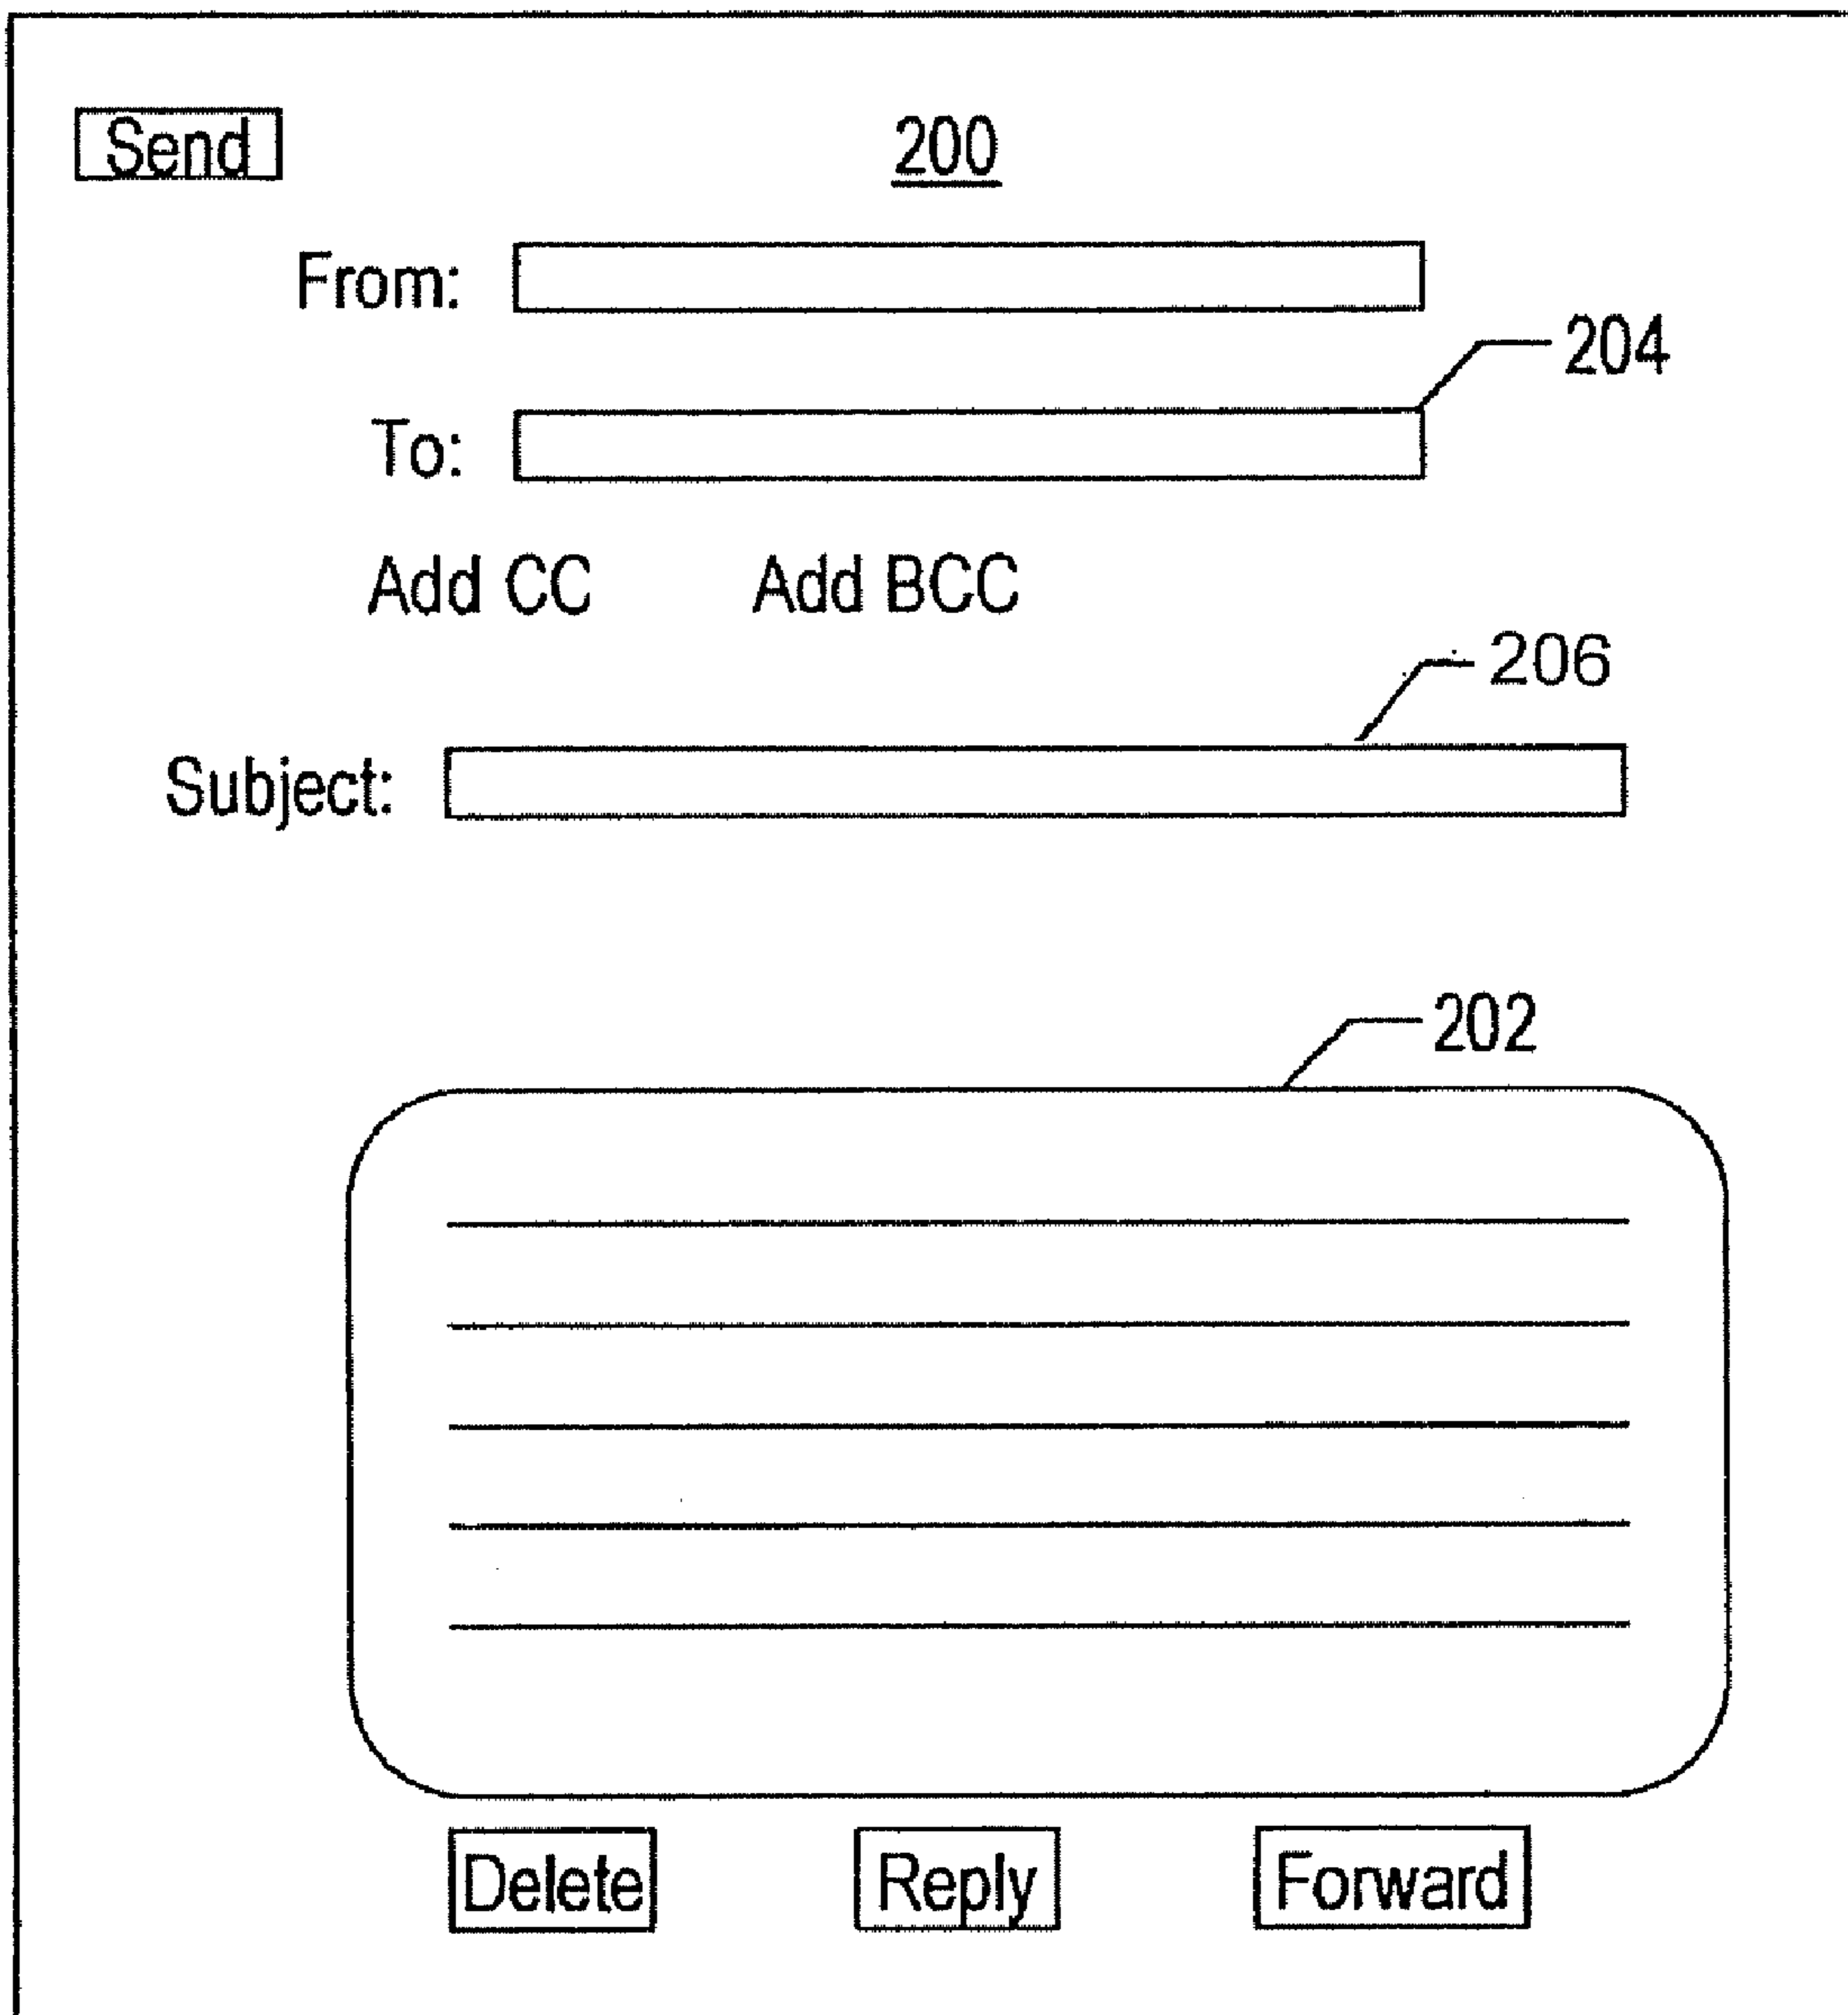 Send 200
From:
204
To:
Add CC Add BCC
206
Subject:
202
Delete Reply Forward